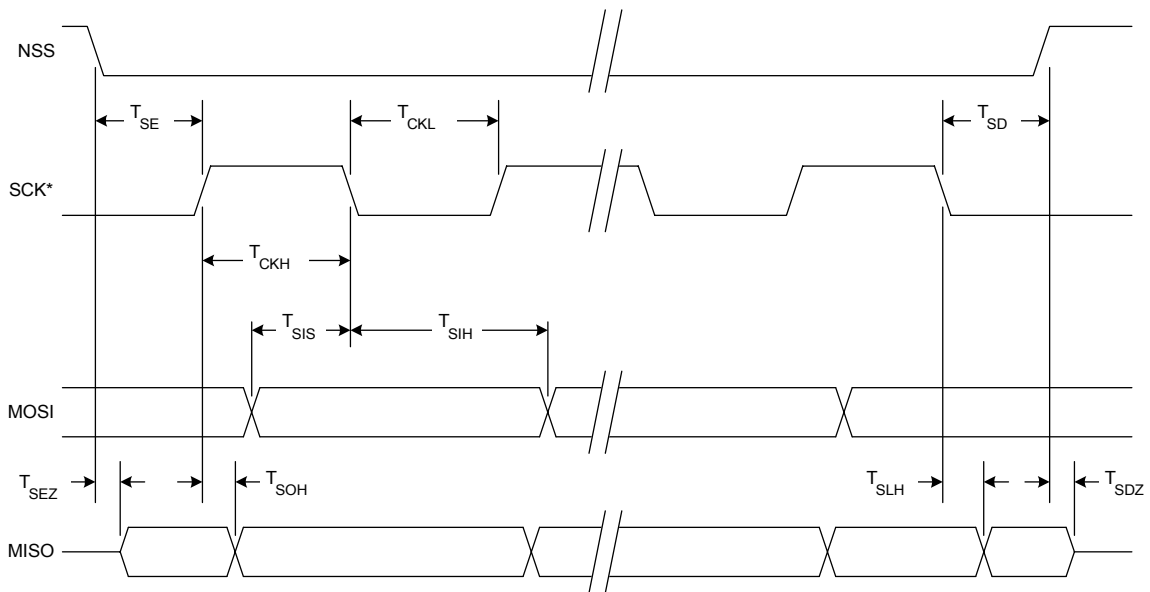 NSS
T_SE
T_CKL
T_SD
SCK*
T_CKH
T_SIS
T_SIH
MOSI
T_SEZ
T_SOH
T_SLH
T_SDZ
MISO